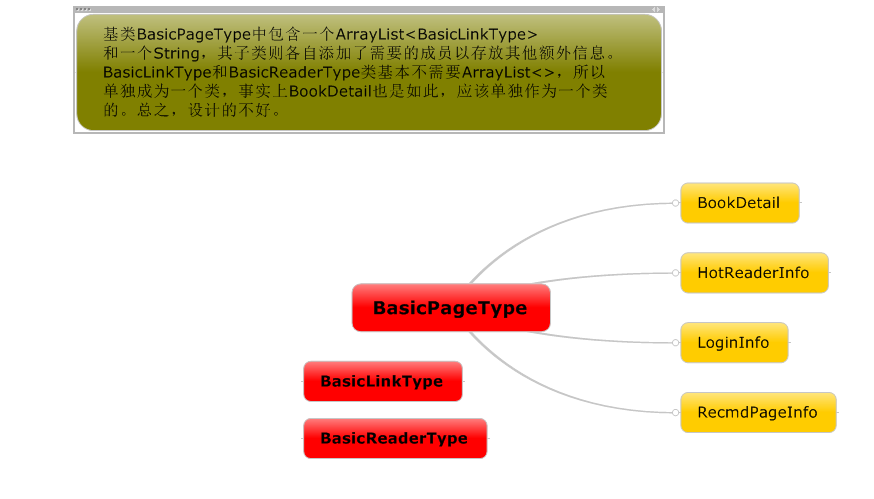 基类BasicPageType中包含一个ArrayList<BasicLinkType>
和一个String，其子类则各自添加了需要的成员以存放其他额外信息。
BasicLinkType和BasicReaderType类基本不需要ArrayList<>，所以
单独成为一个类，事实上BookDetail也是如此，应该单独作为一个类
的。总之，设计的不好。
BookDetail
HotReaderInfo
BasicPageType
LoginInfo
BasicLinkType
RecmdPageInfo
BasicReaderType